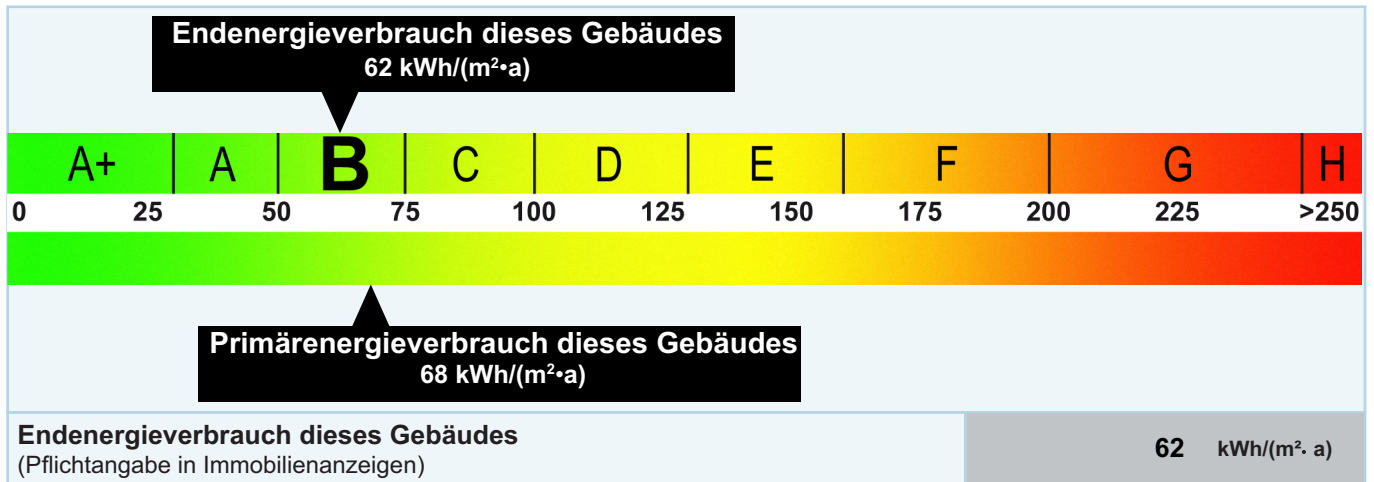 Endenergieverbrauch dieses Gebäudes
62 kWh/(m²•a)
A+ A B C D E F G H
0 25 50 75 100 125 150 175 200 225 >250
Primärenergieverbrauch dieses Gebäudes
68 kWh/(m²•a)
Endenergieverbrauch dieses Gebäudes
(Pflichtangabe in Immobilienanzeigen)
62 kWh/(m²· a)